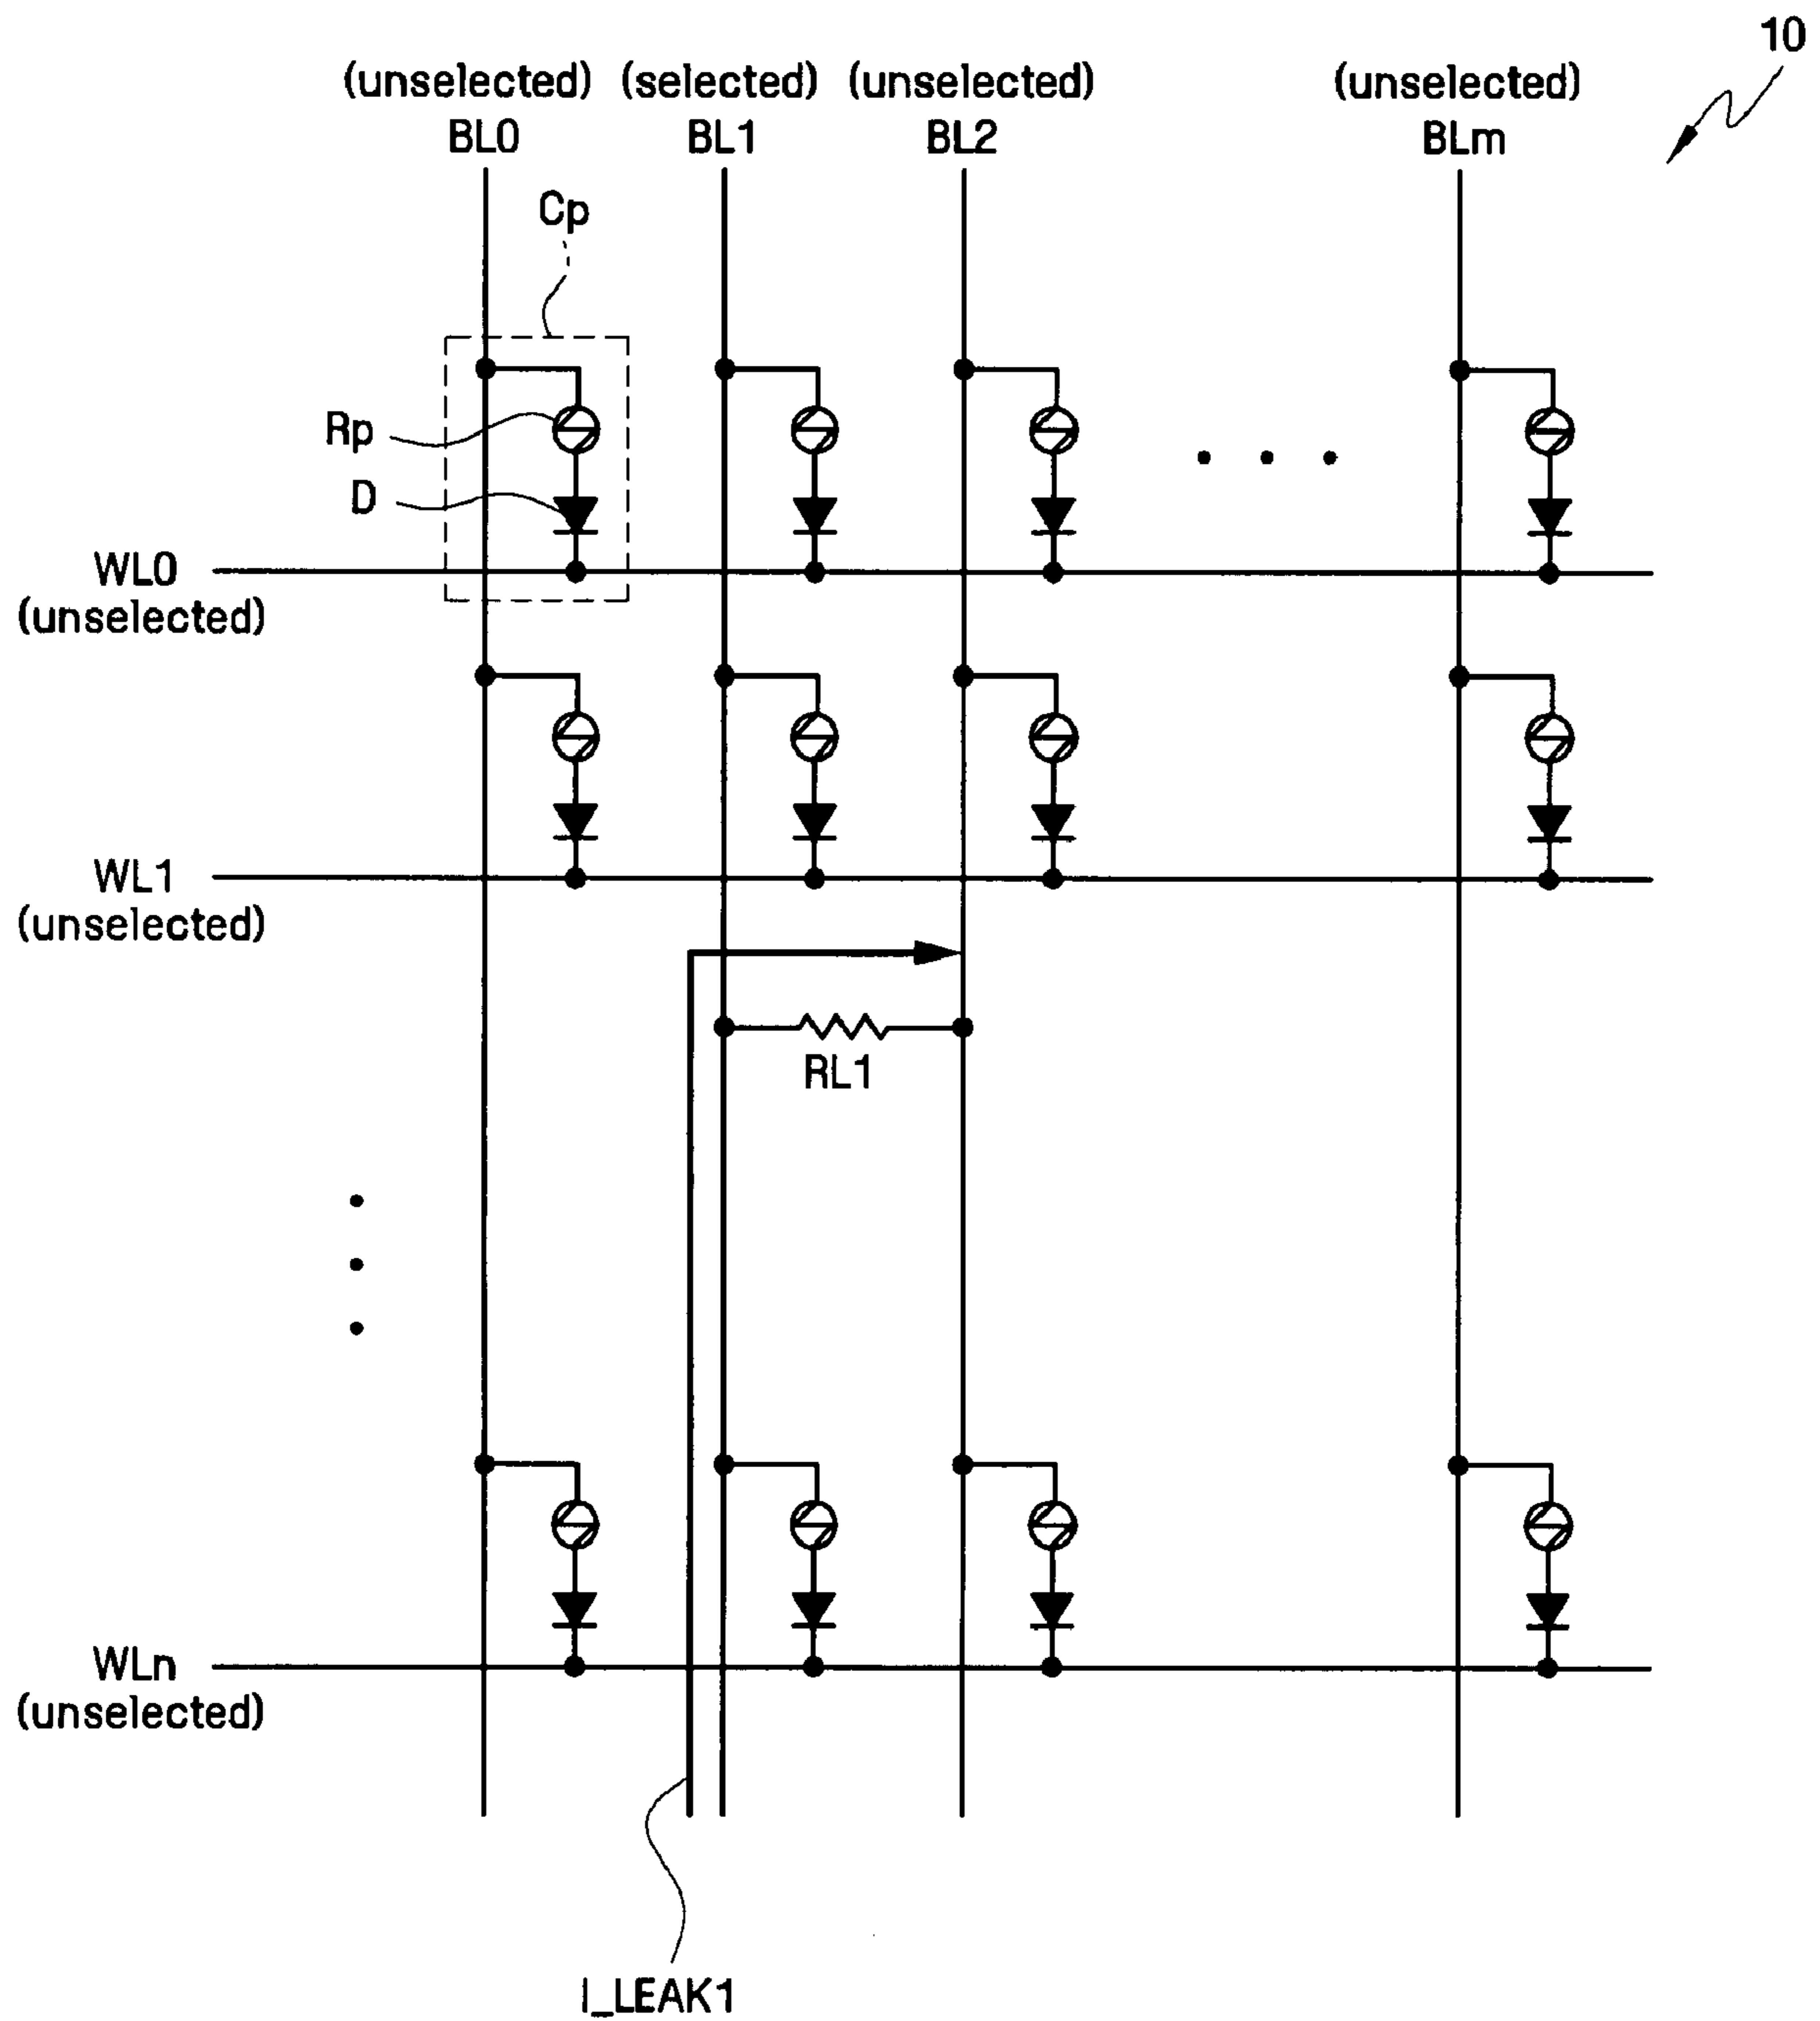 10
(unselected) (selected) (unselected) (unselected)
BL0 BL1 BL2 BLm
Cp
Rp
D
WL0
(unselected)
WL1
(unselected)
RL1
WLn
(unselected)
I_LEAK1